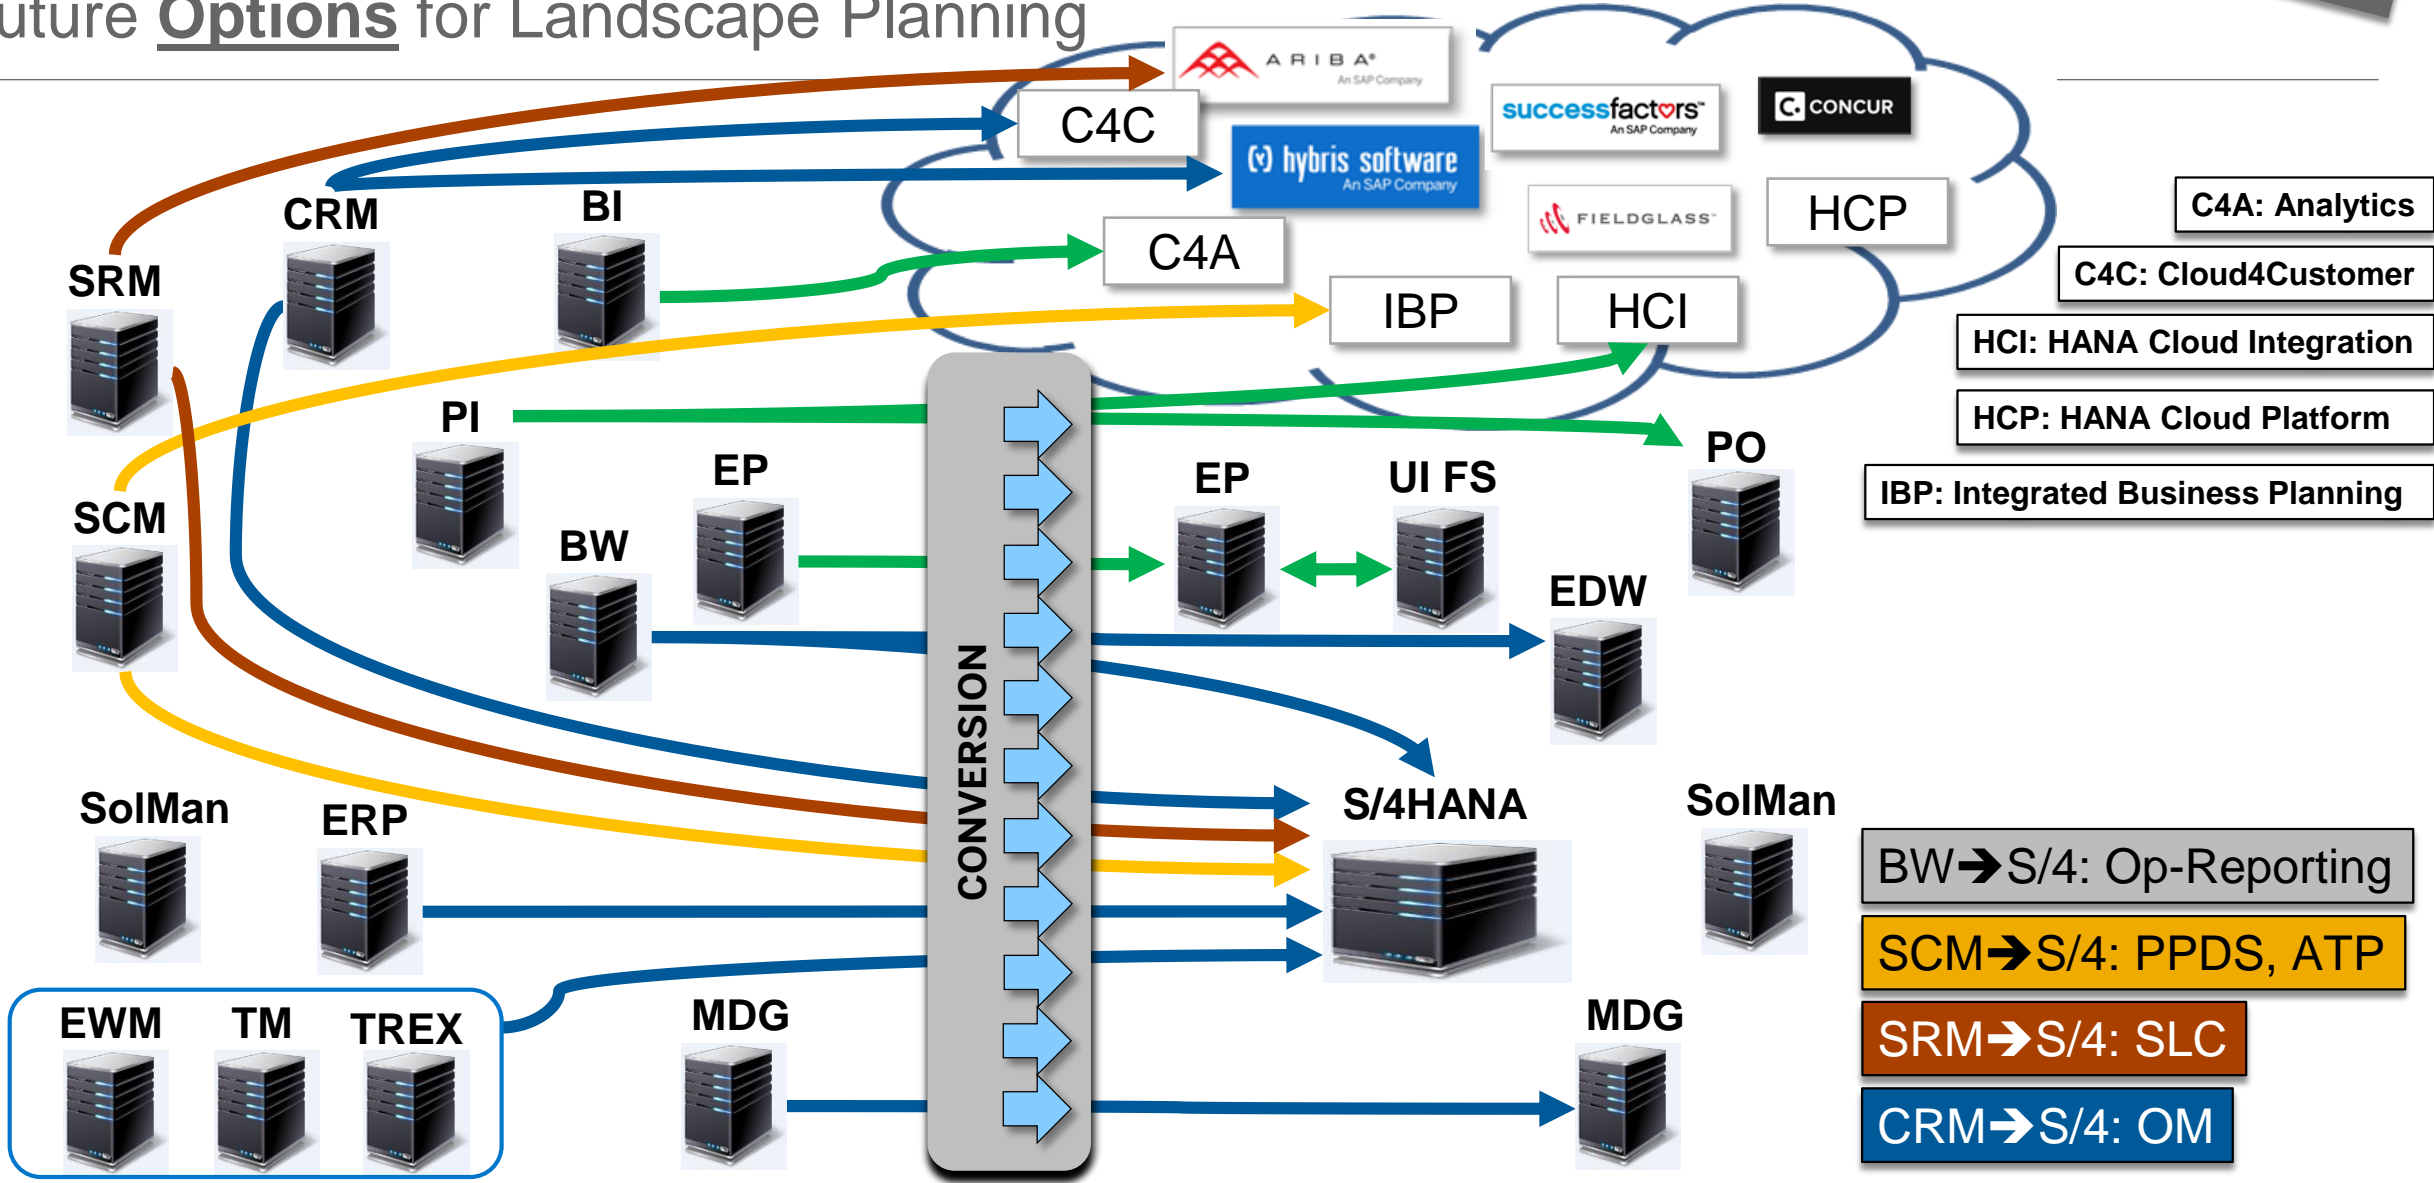 uture Options for Landscape Planning
ARIBA®
An SAP Company
C4C
successfactors™
An SAP Company
C. CONCUR
(v) hybris software
An SAP Company
CRM
BI
FIELDGLASS™
HCP
C4A: Analytics
C4A
SRM
C4C: Cloud4Customer
IBP
HCI
HCI: HANA Cloud Integration
PI
HCP: HANA Cloud Platform
PO
EP
EP
UI FS
IBP: Integrated Business Planning
SCM
BW
EDW
CONVERSION
SolMan
ERP
S/4HANA
SolMan
BW➔S/4: Op-Reporting
SCM➔S/4: PPDS, ATP
EWM
TM
TREX
MDG
MDG
SRM➔S/4: SLC
CRM➔S/4: OM